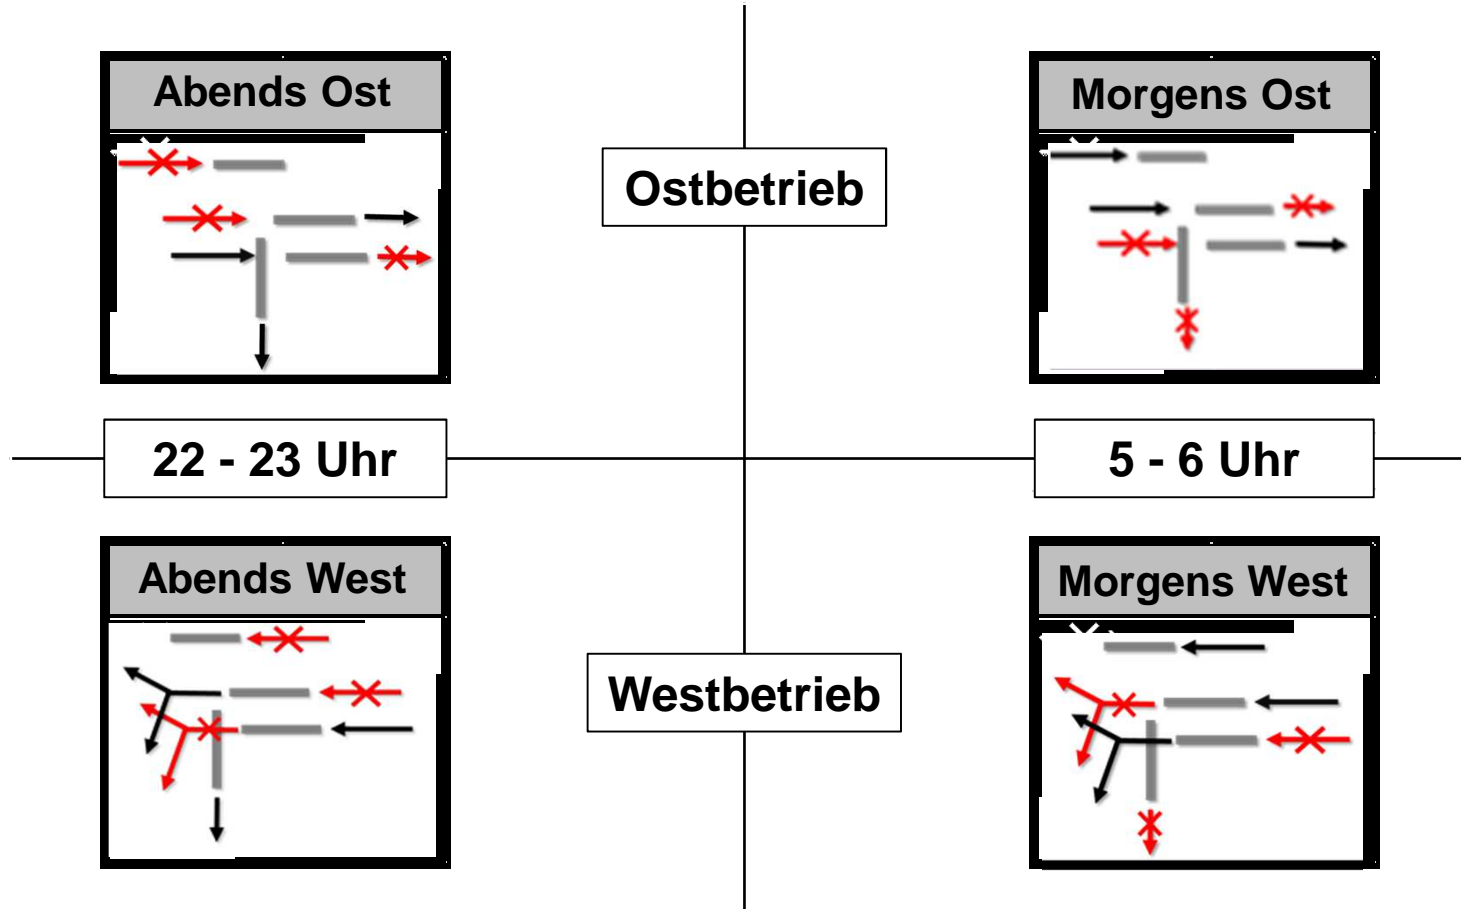 Abends Ost
Morgens Ost
Ostbetrieb
22 - 23 Uhr
5 - 6 Uhr
Abends West
Morgens West
Westbetrieb